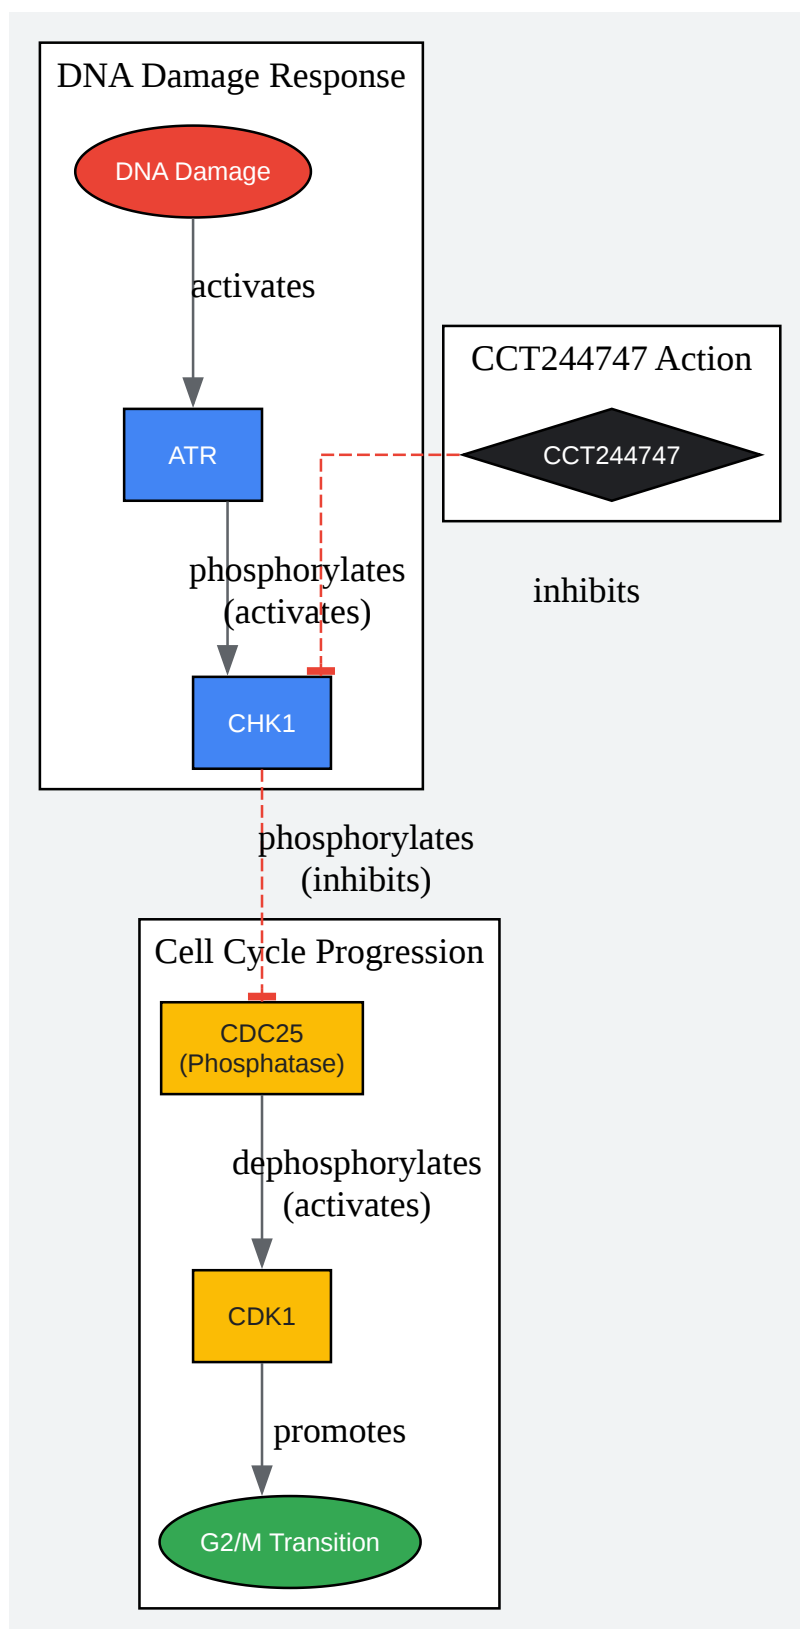 DNA Damage Response
DNA Damage
activates
CCT244747 Action
ATR
CCT244747
phosphorylates
(activates)
inhibits
CHK1
phosphorylates
(inhibits)
Cell Cycle Progression
CDC25
(Phosphatase)
dephosphorylates
(activates)
CDK1
promotes
G2/M Transition